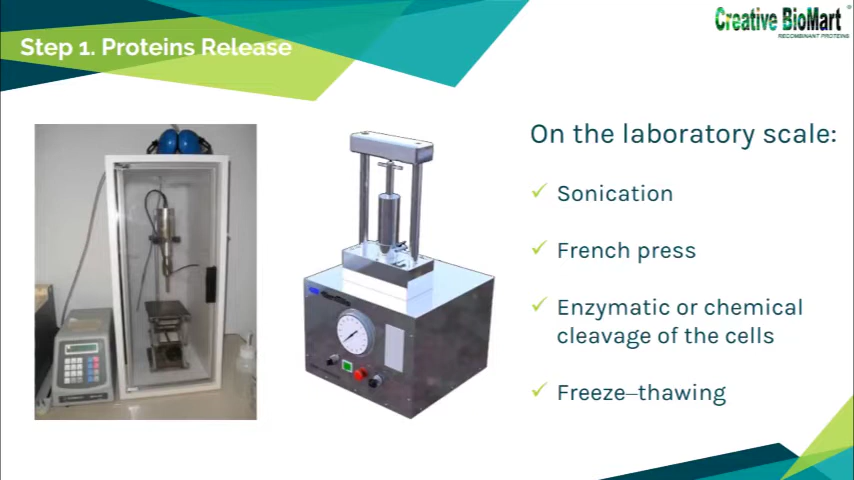 Creative BioMart®
RECOMBINANT PROTEINS
Step 1. Proteins Release
On the laboratory scale:
✓ Sonication
✓ French press
✓ Enzymatic or chemical
cleavage of the cells
✓ Freeze–thawing